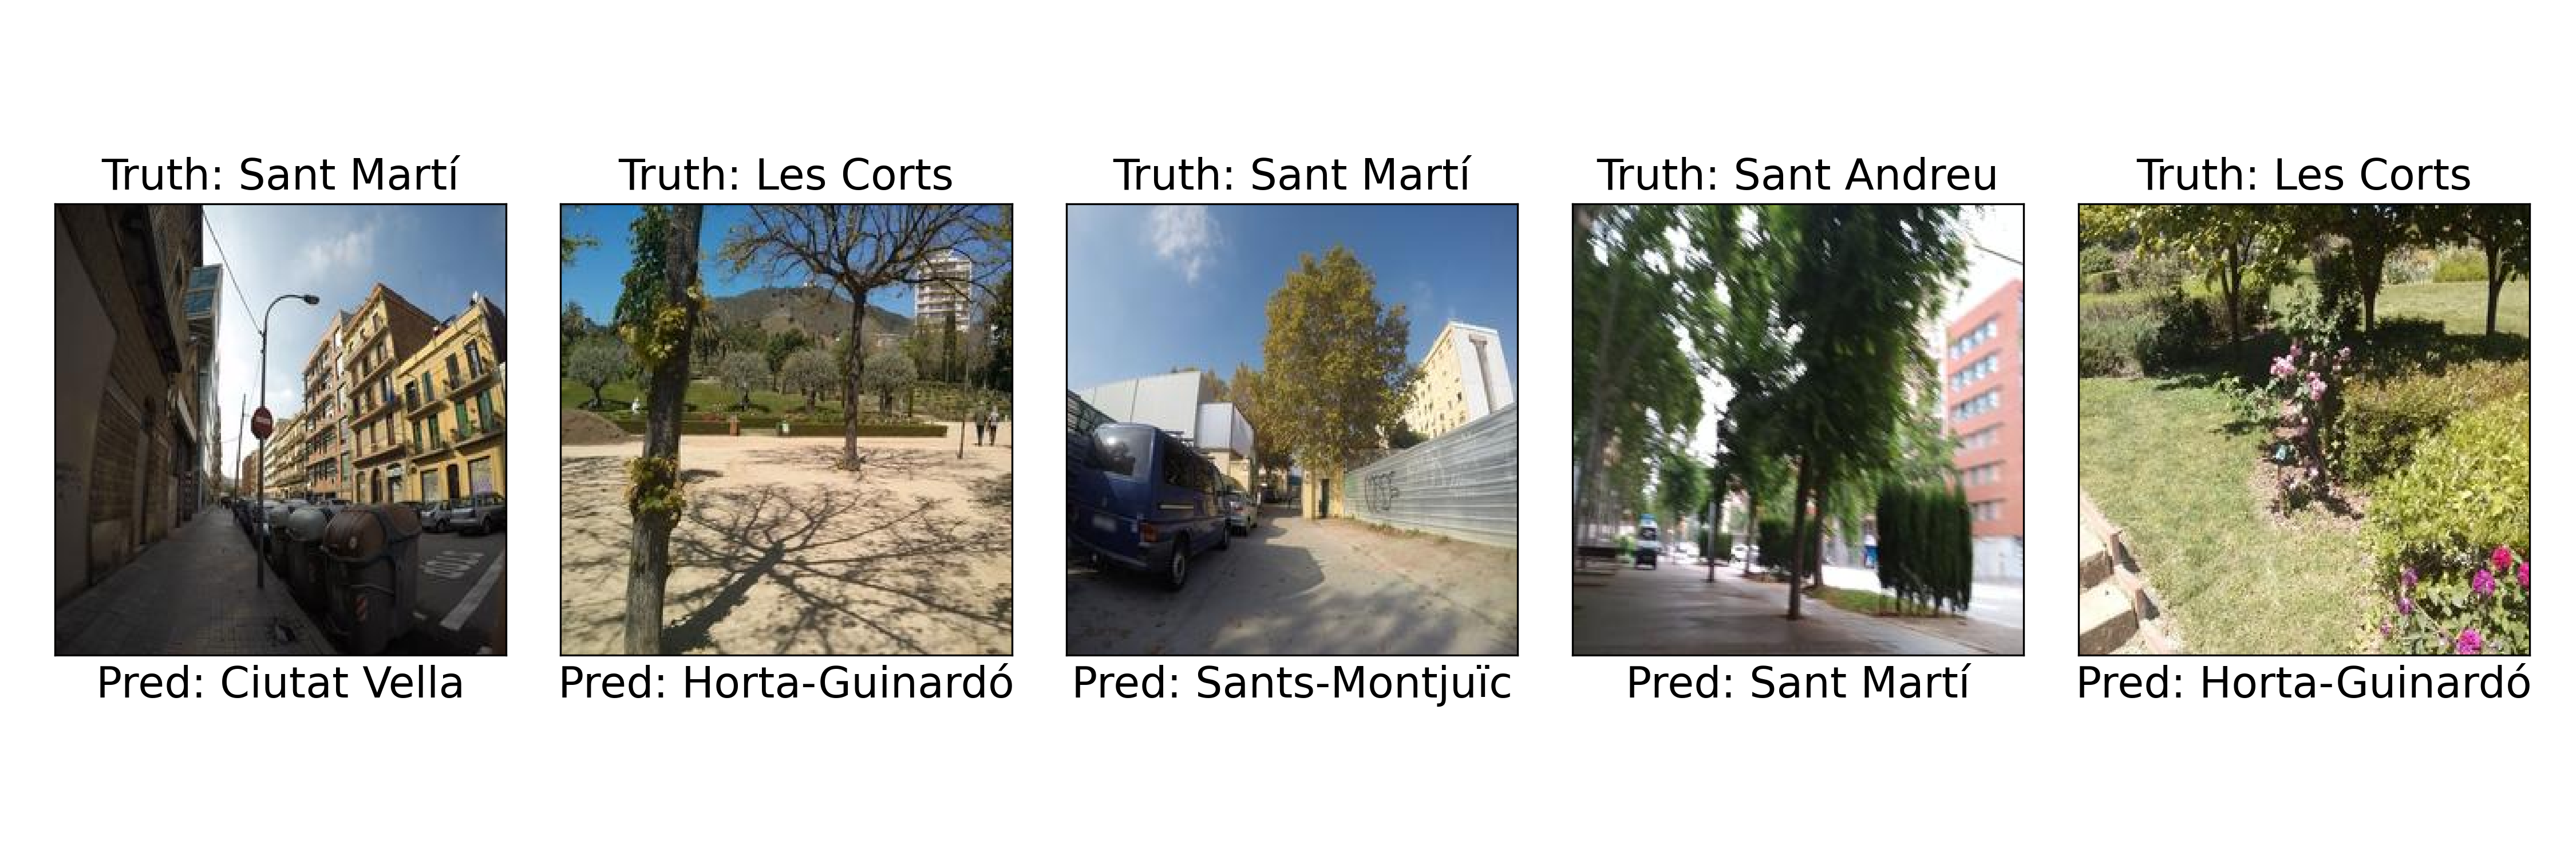 Truth: Sant Martí
Truth: Les Corts
Truth: Sant Martí
Truth: Sant Andreu
Truth: Les Corts
Pred: Ciutat Vella
Pred: Horta-Guinardó
Pred: Sants-Montjuïc
Pred: Sant Martí
Pred: Horta-Guinardó